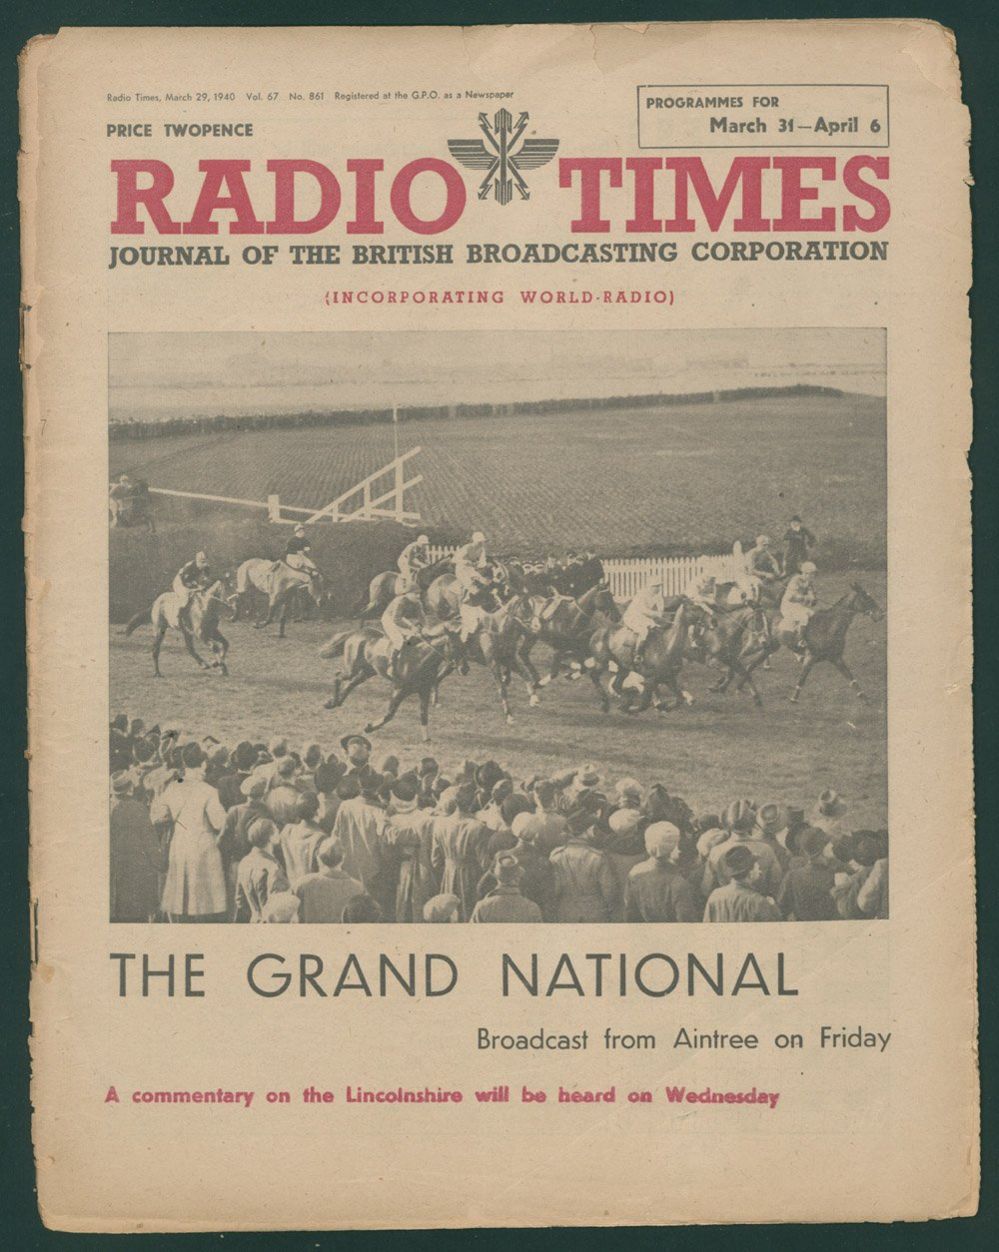 Radio Times, March 29, 1940 Vol. 67 No. 861 Registered at the G.P.O. as a Newspaper
PRICE TWOPENCE
PROGRAMMES FOR
March 31—April 6
RADIO TIMES
JOURNAL OF THE BRITISH BROADCASTING CORPORATION
(INCORPORATING WORLD-RADIO)
THE GRAND NATIONAL
Broadcast from Aintree on Friday
A commentary on the Lincolnshire will be heard on Wednesday